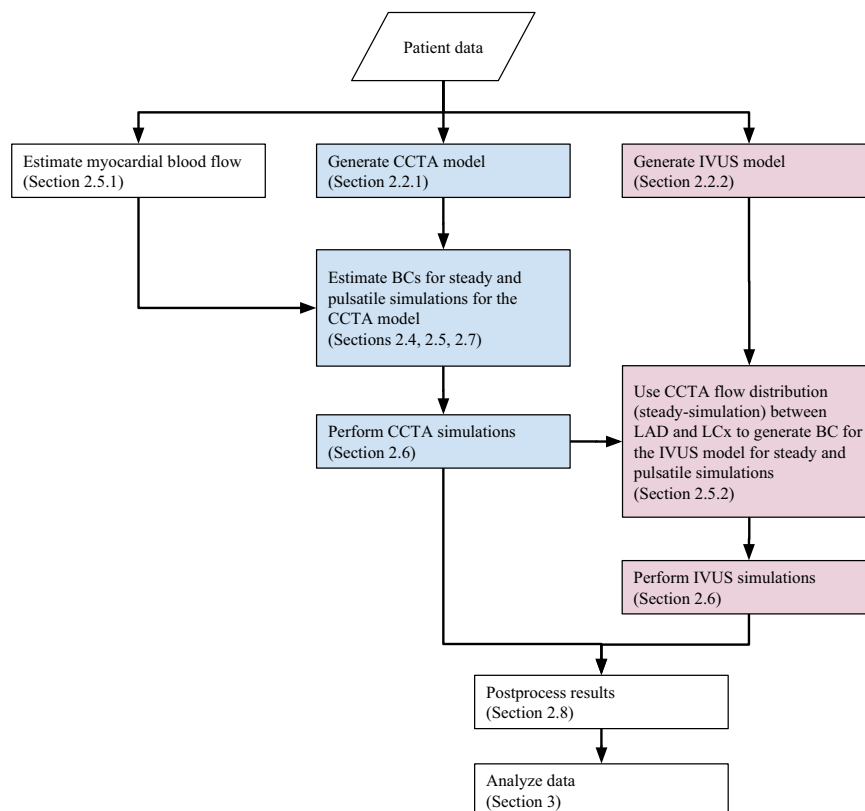 Patient data
Estimate myocardial blood flow
(Section 2.5.1)
Generate CCTA model
(Section 2.2.1)
Generate IVUS model
(Section 2.2.2)
Estimate BCs for steady and
pulsatile simulations for the
CCTA model
(Sections 2.4, 2.5, 2.7)
Use CCTA flow distribution
(steady-simulation) between
LAD and LCx to generate BC for
the IVUS model for steady and
pulsatile simulations
(Section 2.5.2)
Perform CCTA simulations
(Section 2.6)
Perform IVUS simulations
(Section 2.6)
Postprocess results
(Section 2.8)
Analyze data
(Section 3)